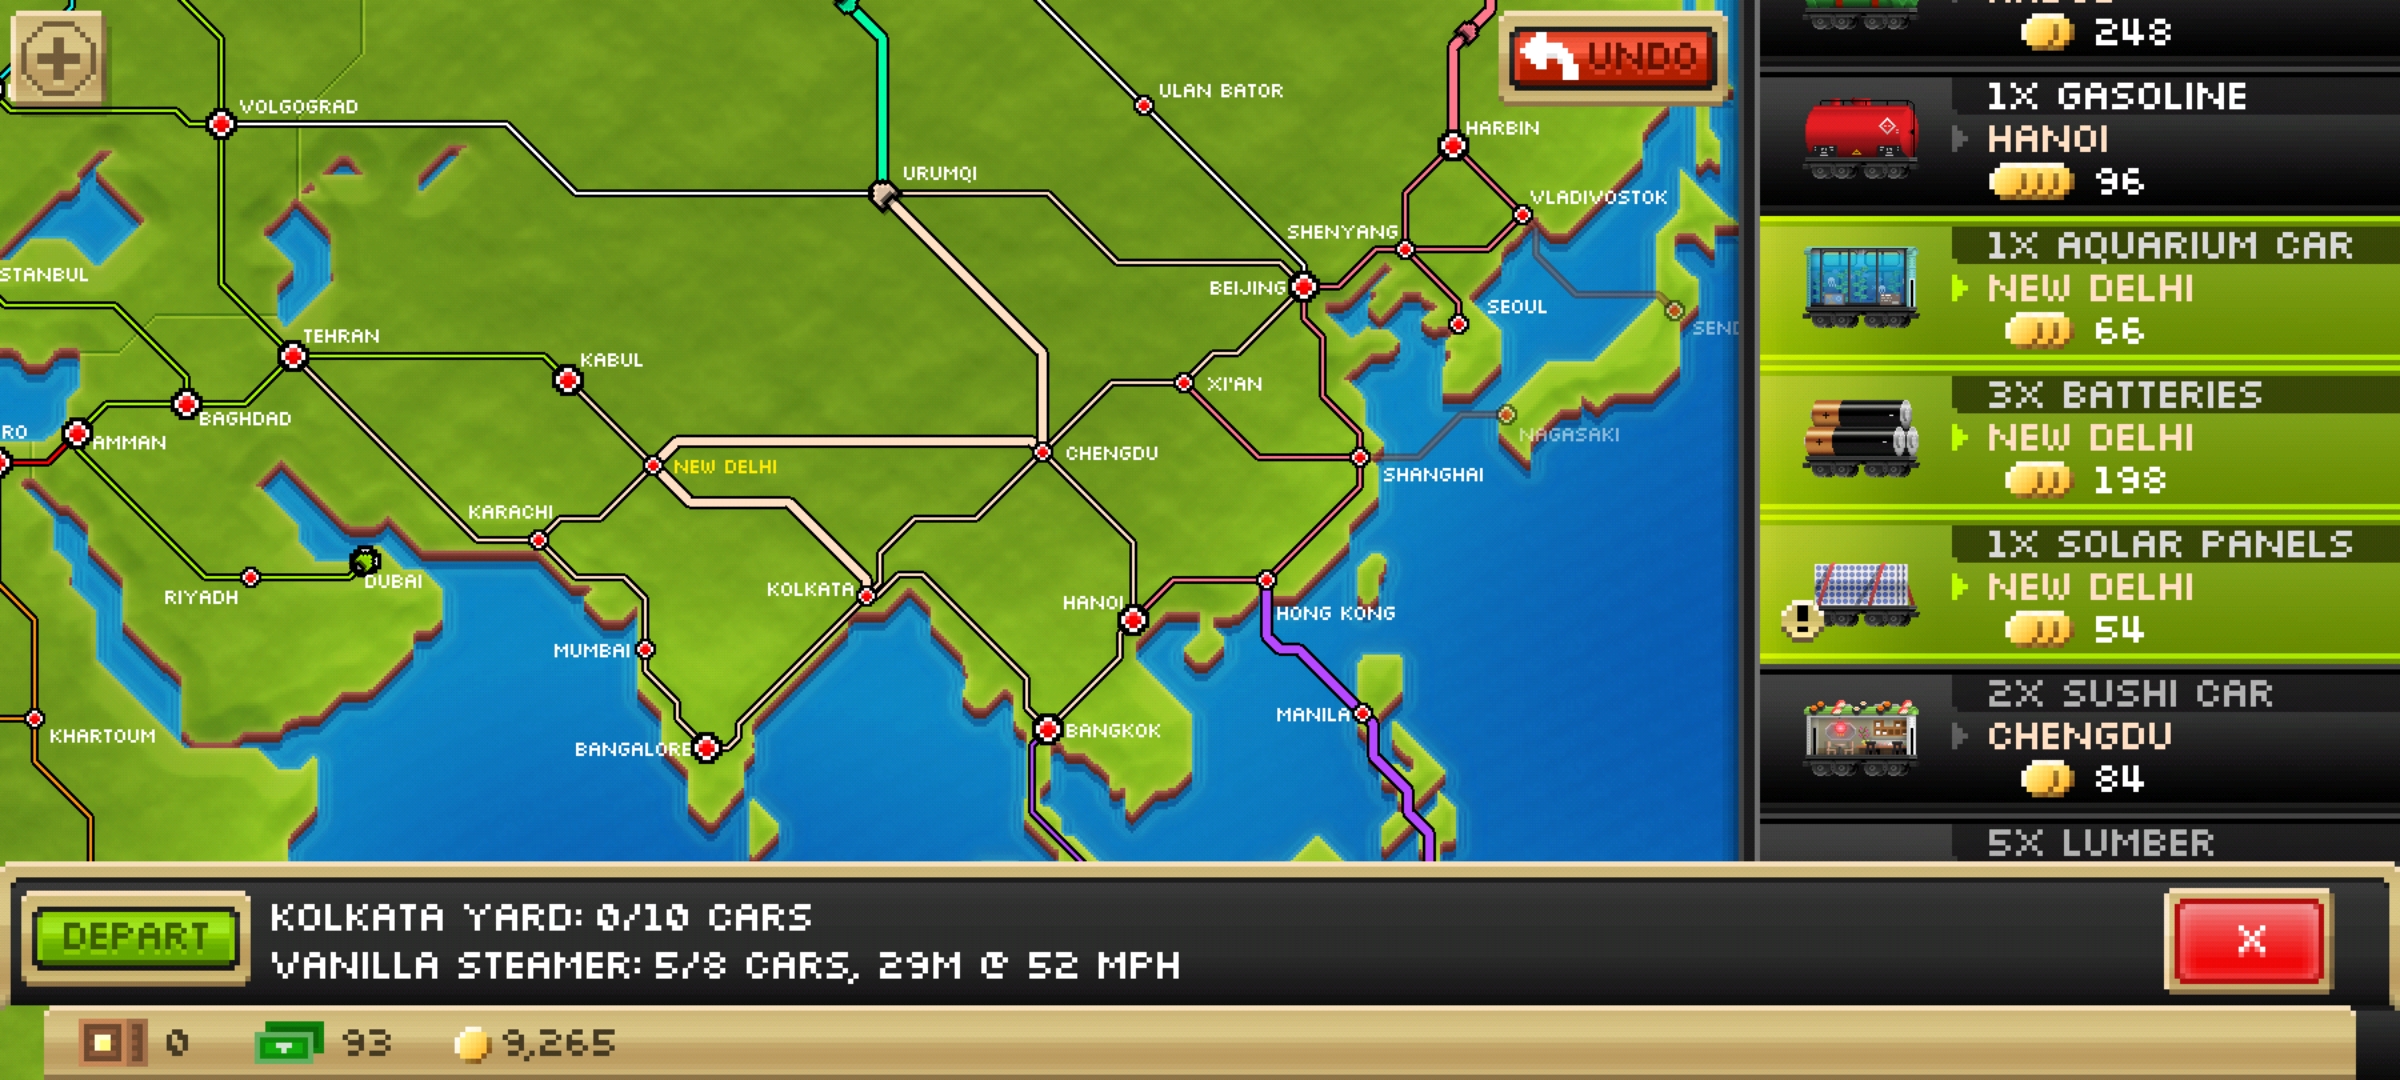 248
UNDO
1X GASOLINE
HANOI
96
1X AQUARIUM CAR
NEW DELHI
66
3X BATTERIES
NEW DELHI
198
1X SOLAR PANELS
NEW DELHI
54
2X SUSHI CAR
CHENGDU
84
5X LUMBER
VOLGOGRAD
ULAN BATOR
HARBIN
URUMQI
VLADIVOSTOK
SHENYANG
STANBUL
BEIJING
SEOUL
SEND
TEHRAN
KABUL
XI'AN
BAGHDAD
RO
AMMAN
NAGASAKI
CHENGDU
NEW DELHI
SHANGHAI
KARACHI
DUBAI
RIYADH
KOLKATA
HANOI
HONG KONG
MUMBAI
MANILA
KHARTOUM
BANGALORE
BANGKOK
DEPART
KOLKATA YARD: 0/10 CARS
VANILLA STEAMER: 5/8 CARS, 29M @ 52 MPH
X
0
93
9,265